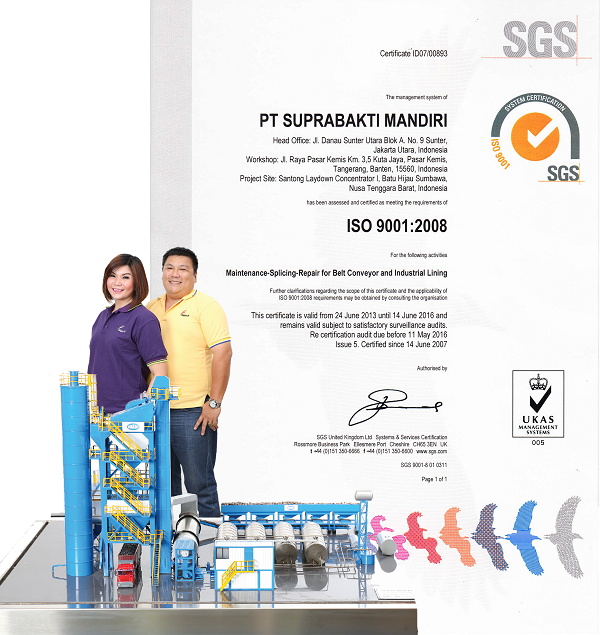 SGS
Certificate ID07/00893
The management system of
PT SUPRABAKTI MANDIRI
Head Office: Jl. Danau Sunter Utara Blok A. No. 9 Sunter,
Jakarta Utara, Indonesia
Workshop: Jl. Raya Pasar Kemis Km. 3,5 Kuta Jaya, Pasar Kemis,
Tangerang, Banten, 15560, Indonesia
Project Site: Santong Laydown Concentrator I, Batu Hijau Sumbawa,
Nusa Tenggara Barat, Indonesia
has been assessed and certified as meeting the requirements of
ISO 9001:2008
For the following activities
Maintenance-Splicing-Repair for Belt Conveyor and Industrial Lining
Further clarifications regarding the scope of this certificate and the applicability of
ISO 9001:2008 requirements may be obtained by consulting the organisation
This certificate is valid from 24 June 2013 until 14 June 2016 and
remains valid subject to satisfactory surveillance audits.
Re certification audit due before 11 May 2016
Issue 5. Certified since 14 June 2007
Authorised by
SGS United Kingdom Ltd Systems & Services Certification
Rossmore Business Park Ellesmere Port Cheshire CH65 3EN UK
t +44 (0)151 350-6666 f +44 (0)151 350-6600 www.sgs.com
SGS 9001-8 01 0311
Page 1 of 1
SYSTEM CERTIFICATION
ISO 9001
SGS
UKAS
MANAGEMENT
SYSTEMS
005